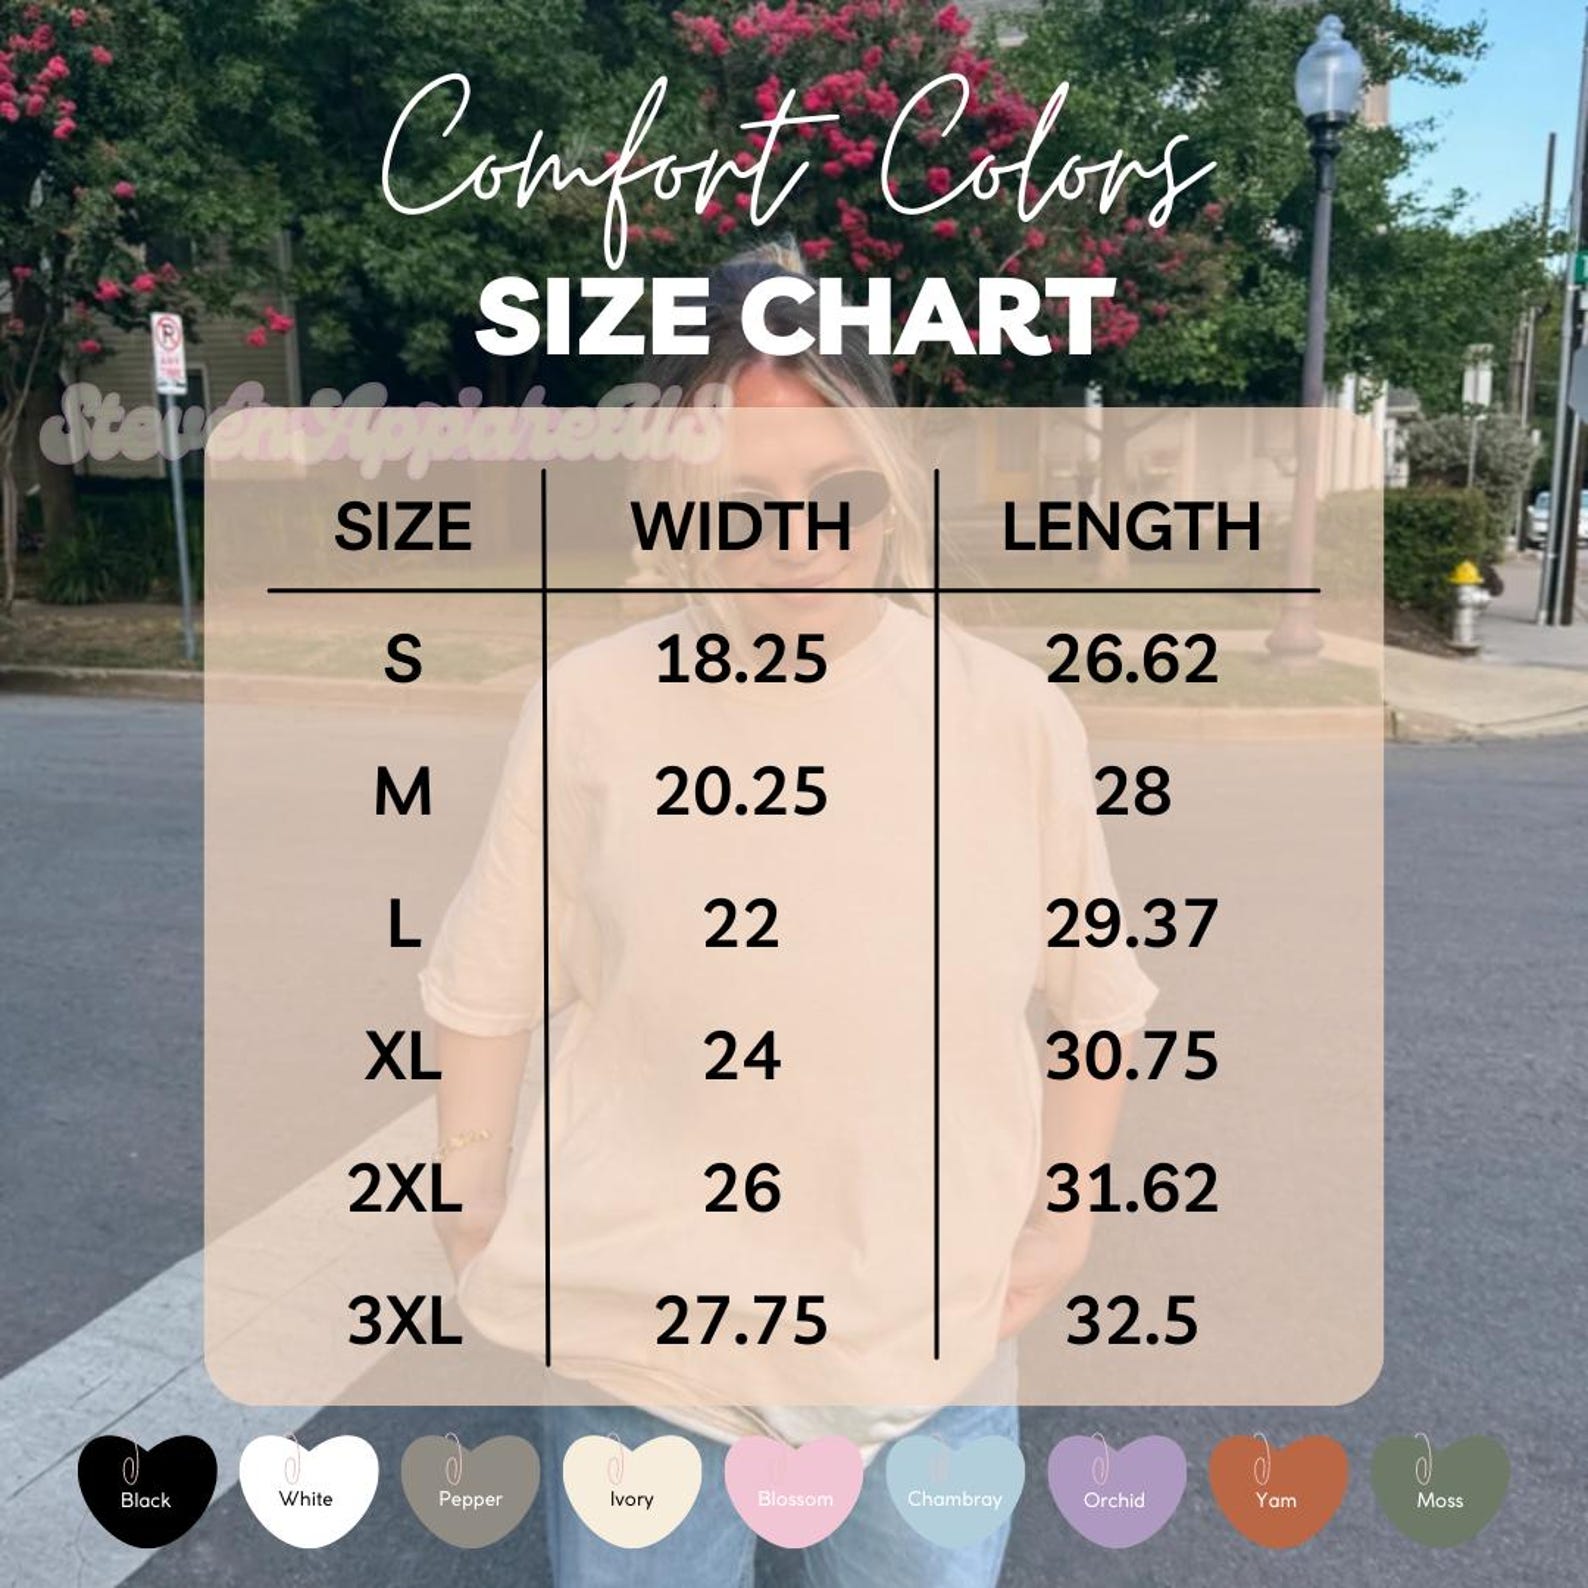 Comfort Colors
SIZE CHART
StevenApparelUS
SIZE WIDTH LENGTH
S 18.25 26.62
M 20.25 28
L 22 29.37
XL 24 30.75
2XL 26 31.62
3XL 27.75 32.5
Black White Pepper Ivory Blossom Chambray Orchid Yam Moss